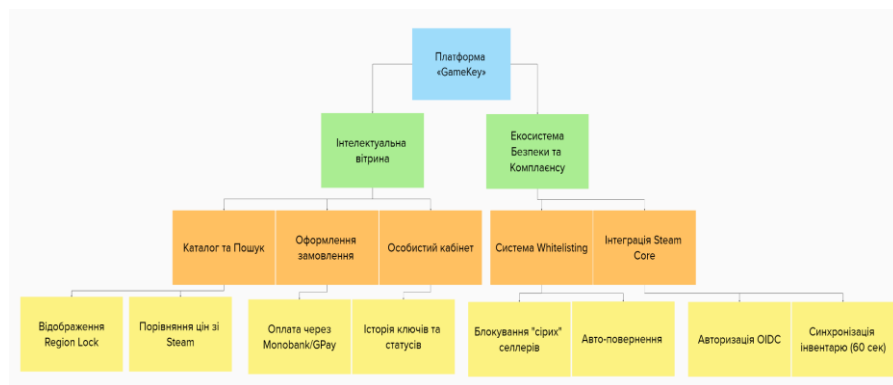 Платформа
«GameKey»
Інтелектуальна
вітрина
Екосистема
Безпеки та
Комплаєнсу
Каталог та Пошук
Оформлення
замовлення
Особистий кабінет
Система Whitelisting
Інтеграція Steam
Core
Відображення
Region Lock
Порівняння цін зі
Steam
Оплата через
Monobank/GPay
Історія ключів та
статусів
Блокування "сірих"
селлерів
Авто-повернення
Авторизація OIDC
Синхронізація
інвентарю (60 сек)